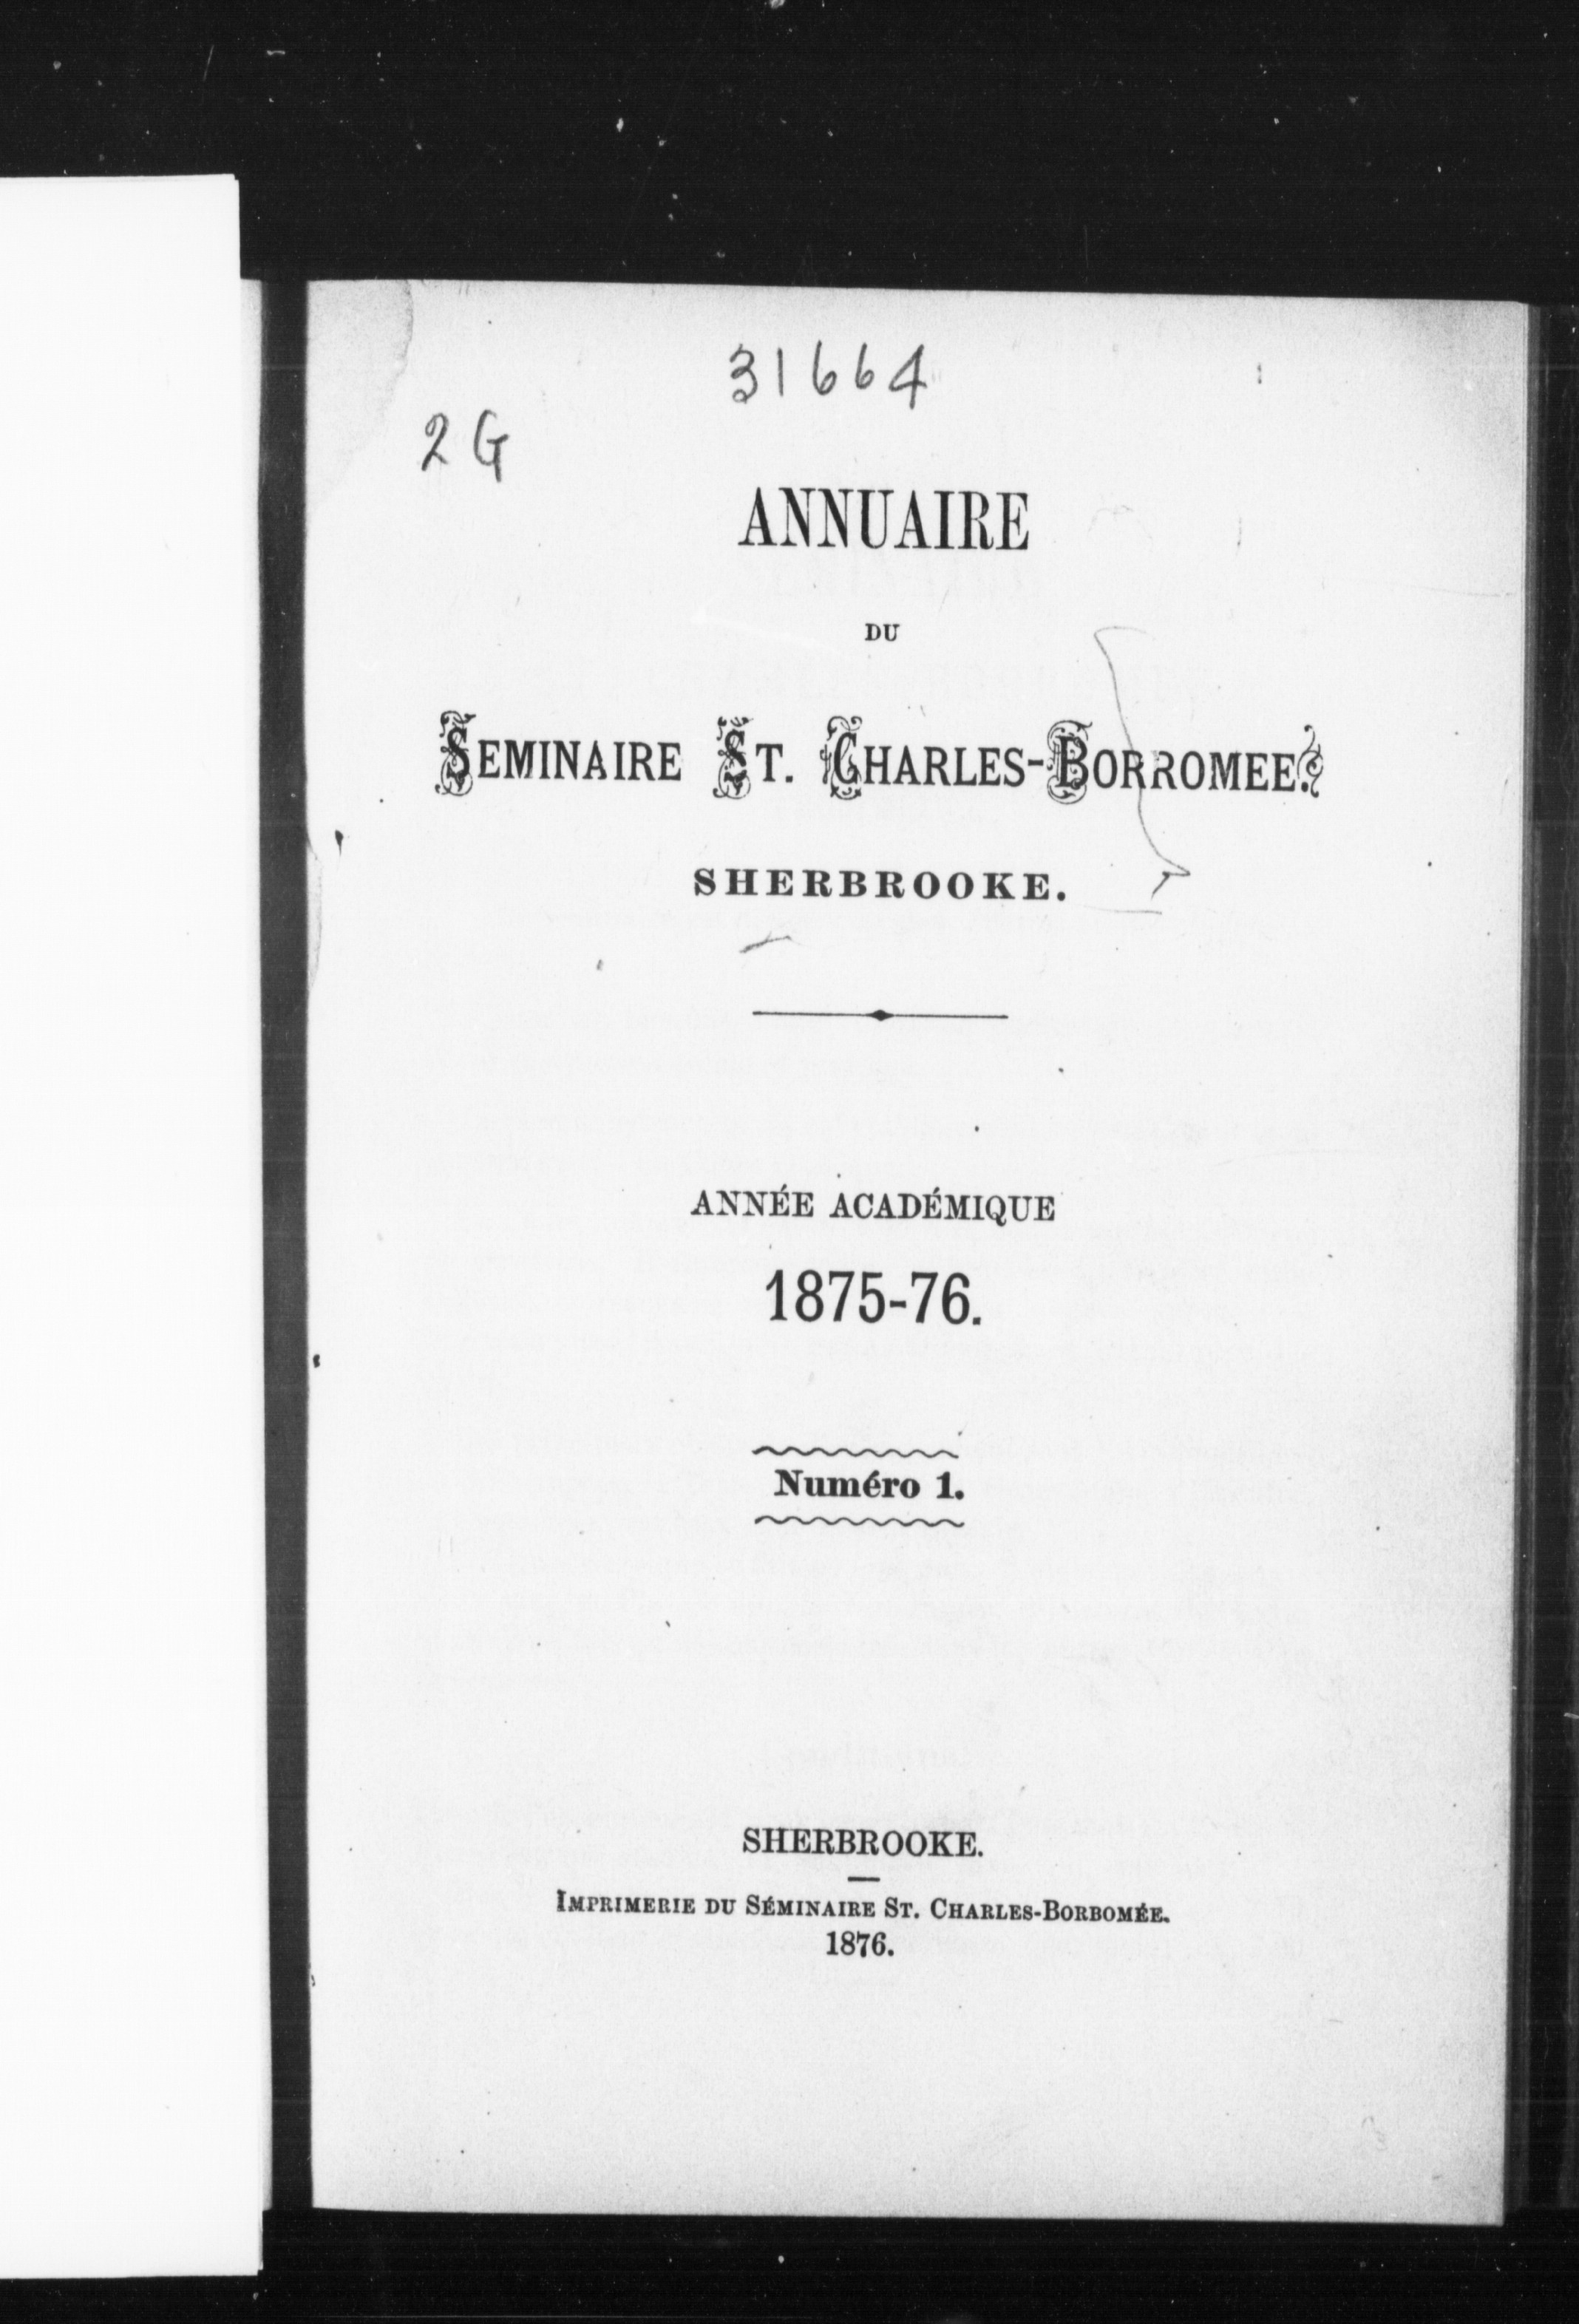 31664
2 G
ANNUAIRE
DU
SEMINAIRE ST. CHARLES-BORROMEE.
SHERBROOKE.
ANNÉE ACADÉMIQUE
1875-76.
Numéro 1.
SHERBROOKE.
IMPRIMERIE DU SÉMINAIRE ST. CHARLES-BORBOMÉE.
1876.